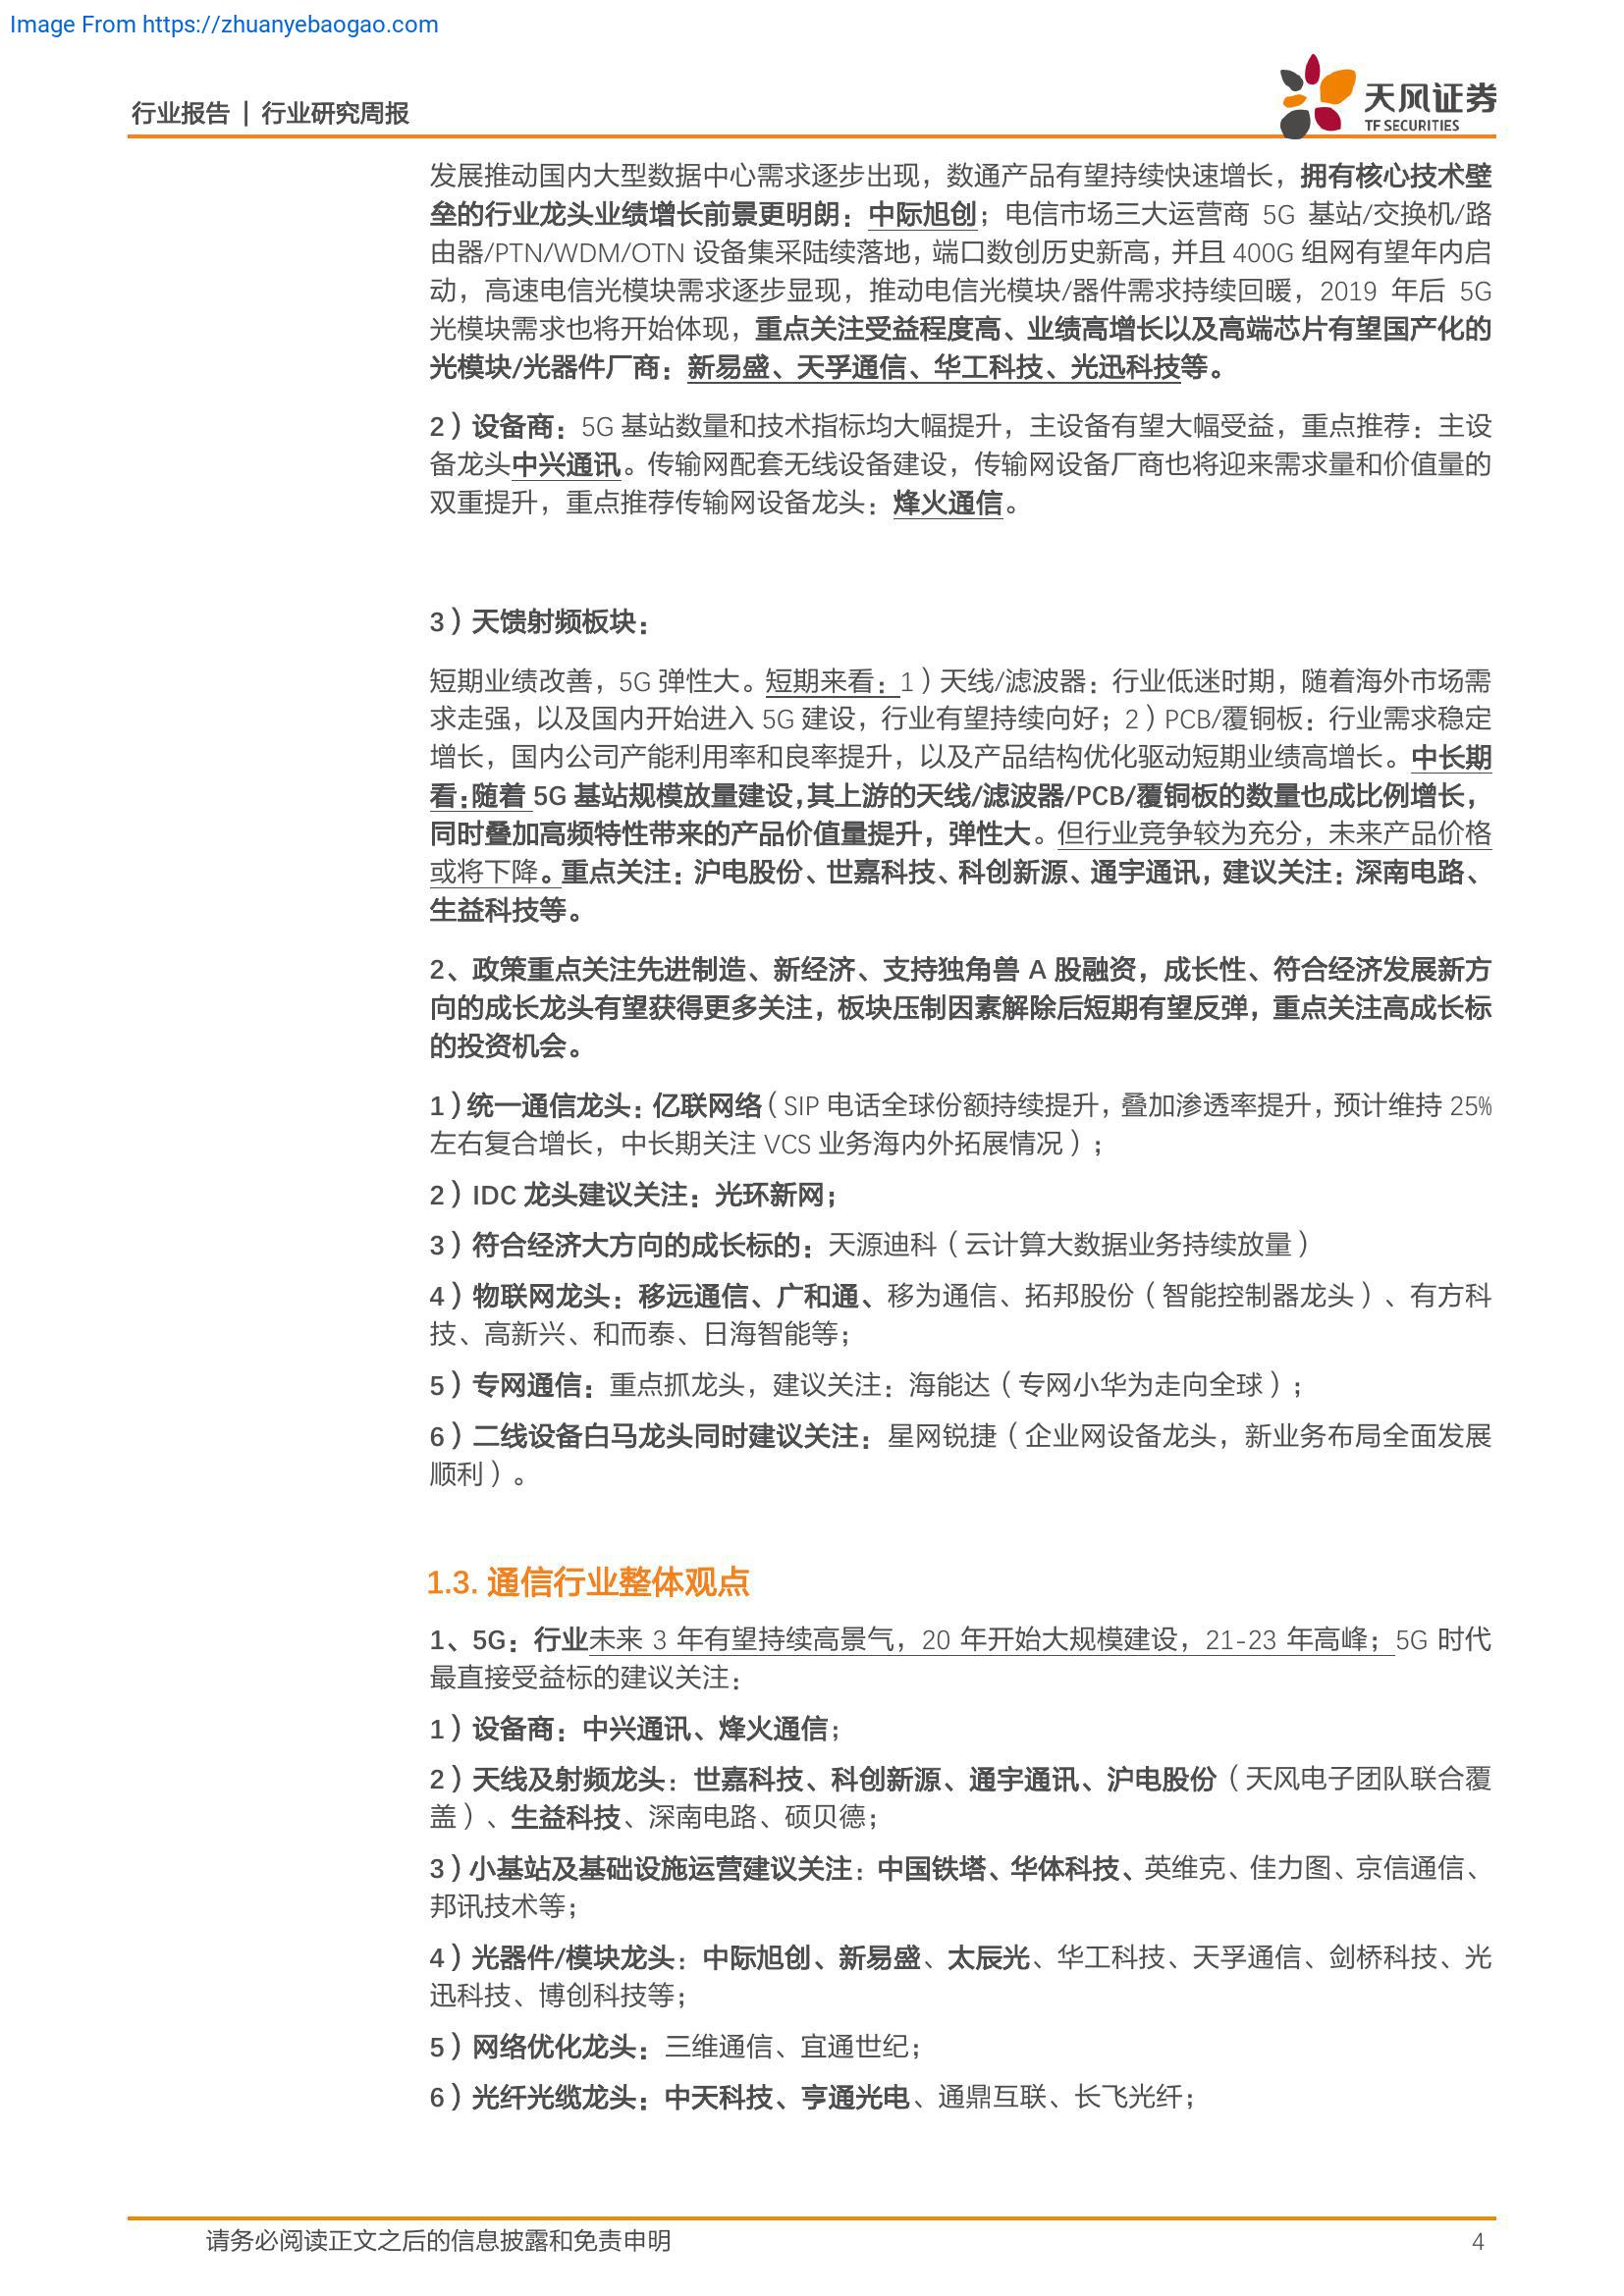 Image From https://zhuanyebaogao.com
行业报告 | 行业研究周报
天风证券
TF SECURITIES
发展推动国内大型数据中心需求逐步出现，数通产品有望持续快速增长，拥有核心技术壁
垒的行业龙头业绩增长前景更明朗：中际旭创；电信市场三大运营商 5G 基站/交换机/路
由器/PTN/WDM/OTN 设备集采陆续落地，端口数创历史新高，并且 400G 组网有望年内启
动，高速电信光模块需求逐步显现，推动电信光模块/器件需求持续回暖，2019 年后 5G
光模块需求也将开始体现，重点关注受益程度高、业绩高增长以及高端芯片有望国产化的
光模块/光器件厂商：新易盛、天孚通信、华工科技、光迅科技等。
2）设备商：5G 基站数量和技术指标均大幅提升，主设备有望大幅受益，重点推荐：主设
备龙头中兴通讯。传输网配套无线设备建设，传输网设备厂商也将迎来需求量和价值量的
双重提升，重点推荐传输网设备龙头：烽火通信。
3）天馈射频板块：
短期业绩改善，5G 弹性大。短期来看：1）天线/滤波器：行业低迷时期，随着海外市场需
求走强，以及国内开始进入 5G 建设，行业有望持续向好；2）PCB/覆铜板：行业需求稳定
增长，国内公司产能利用率和良率提升，以及产品结构优化驱动短期业绩高增长。中长期
看：随着 5G 基站规模放量建设，其上游的天线/滤波器/PCB/覆铜板的数量也成比例增长，
同时叠加高频特性带来的产品价值量提升，弹性大。但行业竞争较为充分，未来产品价格
或将下降。重点关注：沪电股份、世嘉科技、科创新源、通宇通讯，建议关注：深南电路、
生益科技等。
2、政策重点关注先进制造、新经济、支持独角兽 A 股融资，成长性、符合经济发展新方
向的成长龙头有望获得更多关注，板块压制因素解除后短期有望反弹，重点关注高成长标
的投资机会。
1）统一通信龙头：亿联网络（SIP 电话全球份额持续提升，叠加渗透率提升，预计维持 25%
左右复合增长，中长期关注 VCS 业务海内外拓展情况）；
2）IDC 龙头建议关注：光环新网；
3）符合经济大方向的成长标的：天源迪科（云计算大数据业务持续放量）
4）物联网龙头：移远通信、广和通、移为通信、拓邦股份（智能控制器龙头）、有方科
技、高新兴、和而泰、日海智能等；
5）专网通信：重点抓龙头，建议关注：海能达（专网小华为走向全球）；
6）二线设备白马龙头同时建议关注：星网锐捷（企业网设备龙头，新业务布局全面发展
顺利）。
1.3. 通信行业整体观点
1、5G：行业未来 3 年有望持续高景气，20 年开始大规模建设，21-23 年高峰；5G 时代
最直接受益标的建议关注：
1）设备商：中兴通讯、烽火通信；
2）天线及射频龙头：世嘉科技、科创新源、通宇通讯、沪电股份（天风电子团队联合覆
盖）、生益科技、深南电路、硕贝德；
3）小基站及基础设施运营建议关注：中国铁塔、华体科技、英维克、佳力图、京信通信、
邦讯技术等；
4）光器件/模块龙头：中际旭创、新易盛、太辰光、华工科技、天孚通信、剑桥科技、光
迅科技、博创科技等；
5）网络优化龙头：三维通信、宜通世纪；
6）光纤光缆龙头：中天科技、亨通光电、通鼎互联、长飞光纤；
请务必阅读正文之后的信息披露和免责申明
4